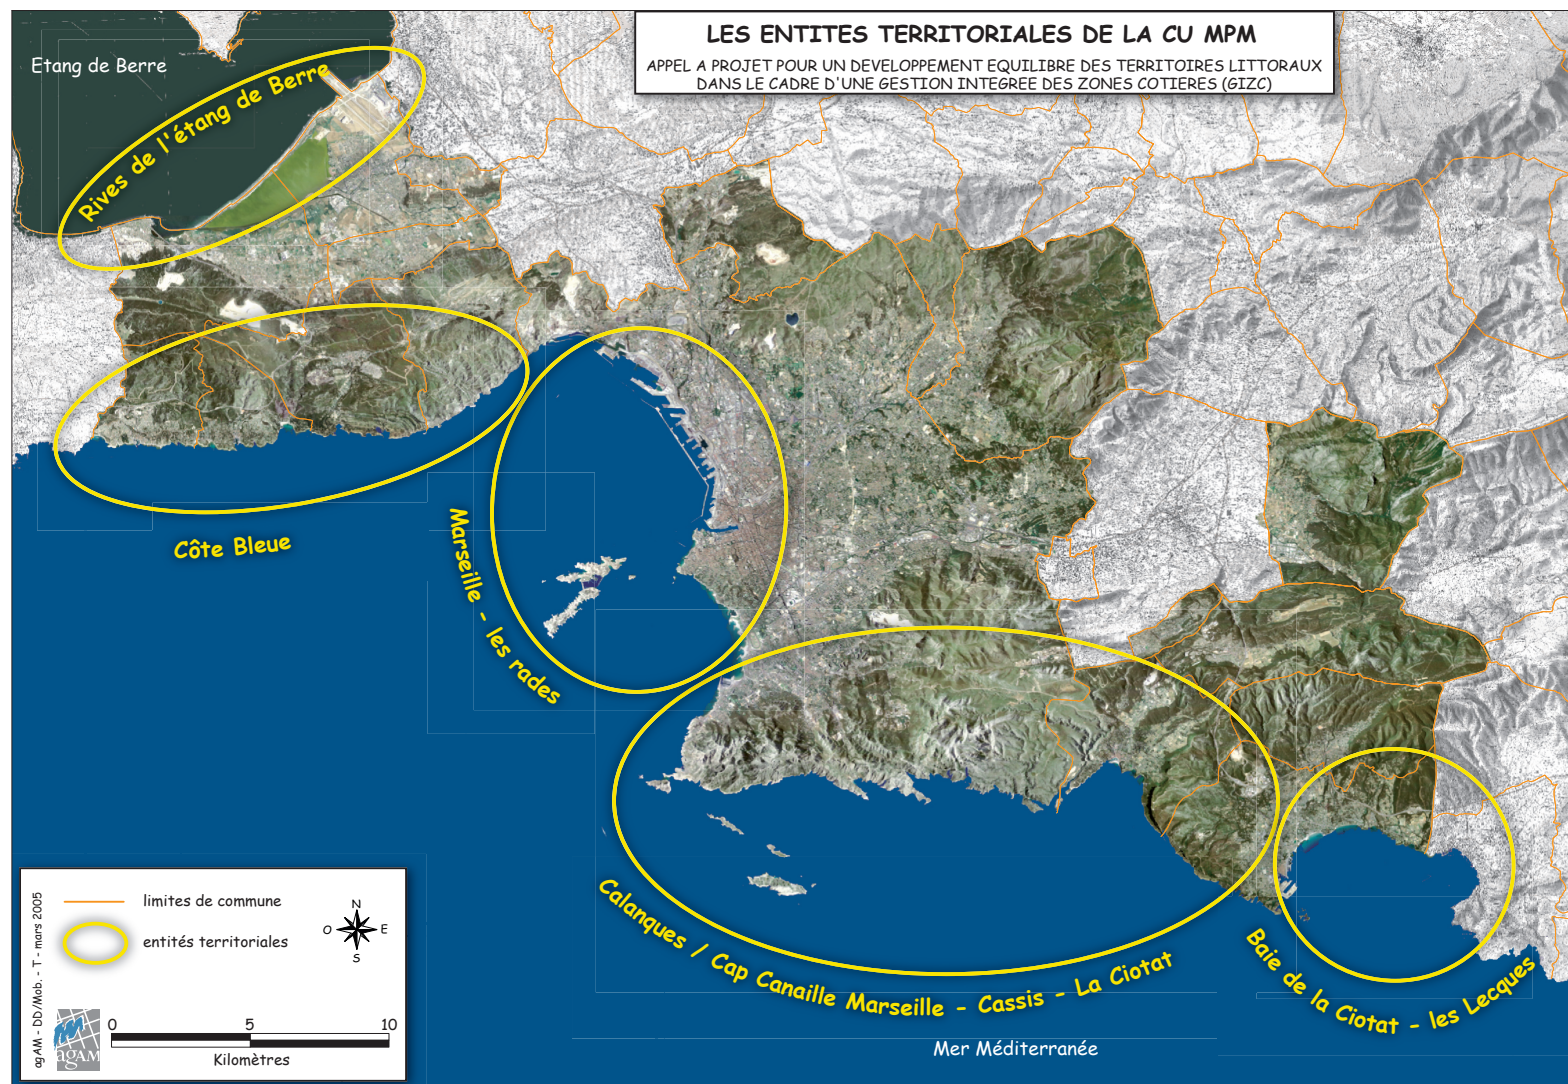 LES ENTITES TERRITORIALES DE LA CU MPM
APPEL A PROJET POUR UN DEVELOPPEMENT EQUILIBRE DES TERRITOIRES LITTORAUX
DANS LE CADRE D'UNE GESTION INTEGREE DES ZONES COTIERES (GIZC)
Etang de Berre
Rives de l'étang de Berre
Côte Bleue
Marseille - les rades
Calanques / Cap Canaille Marseille - Cassis - La Ciotat
Baie de la Ciotat - les Lecques
Mer Méditerranée
agAM - DD/Mob. - T - mars 2005
limites de commune
entités territoriales
N
O
E
S
agAM
0
5
10
Kilomètres